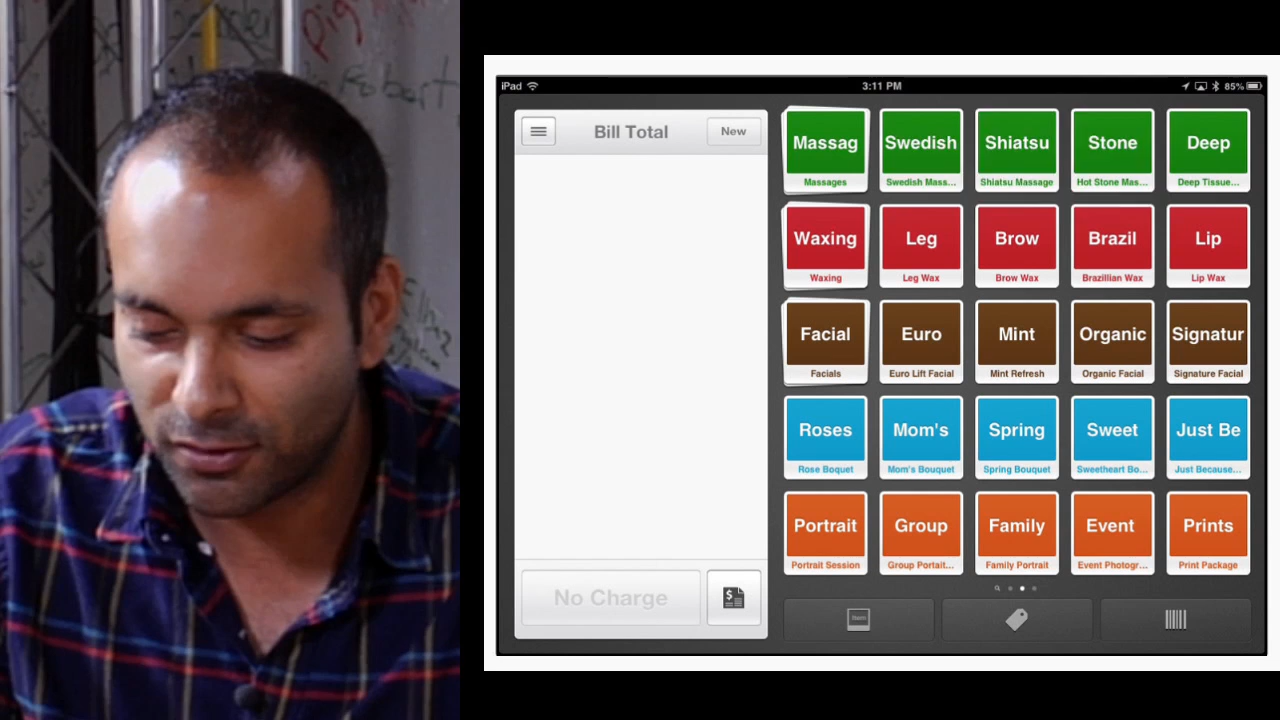 Robert
iPad
3:11 PM
85%
Bill Total
New
No Charge
Massag
Massages
Swedish
Swedish Mass...
Shiatsu
Shiatsu Massage
Stone
Hot Stone Mas...
Deep
Deep Tissue...
Waxing
Waxing
Leg
Leg Wax
Brow
Brow Wax
Brazil
Brazillian Wax
Lip
Lip Wax
Facial
Facials
Euro
Euro Lift Facial
Mint
Mint Refresh
Organic
Organic Facial
Signatur
Signature Facial
Roses
Rose Boquet
Mom's
Mom's Bouquet
Spring
Spring Bouquet
Sweet
Sweetheart Bo...
Just Be
Just Because...
Portrait
Portrait Session
Group
Group Portait...
Family
Family Portrait
Event
Event Photogr...
Prints
Print Package
Item